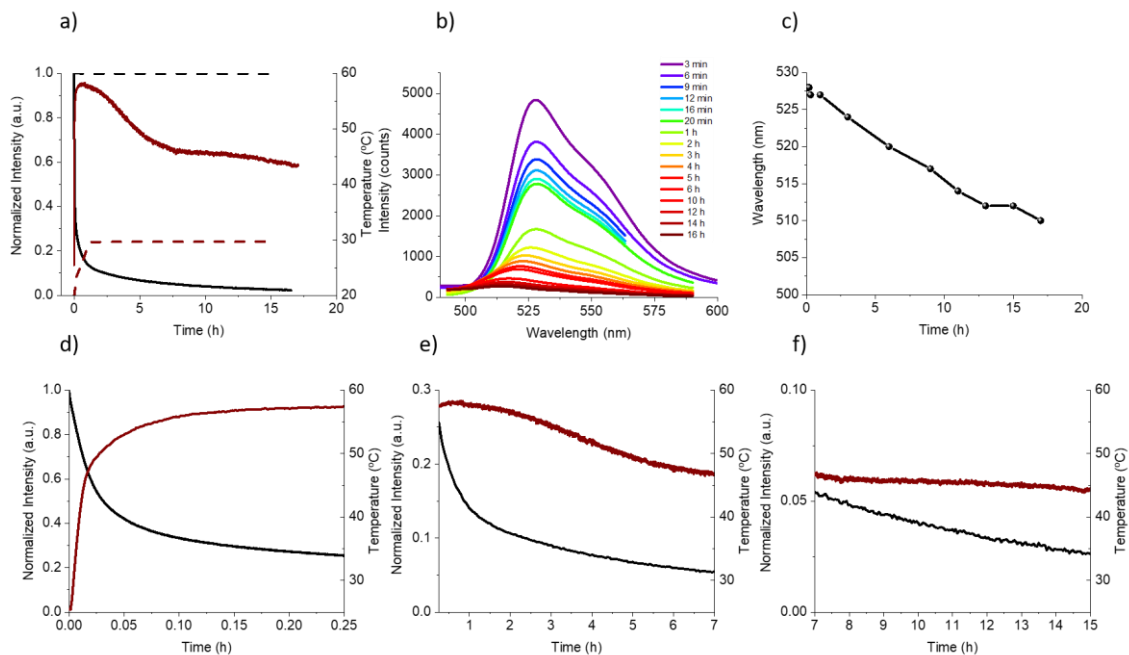 a)
b)
c)
Normalized Intensity (a.u.)
1.0
0.8
0.6
0.4
0.2
0.0
0
5
10
15
20
Time (h)
60
50
40
30
20
Temperature (ºC)
Intensity (counts)
5000
4000
3000
2000
1000
0
500
525
550
575
600
Wavelength (nm)
3 min
6 min
9 min
12 min
16 min
20 min
1 h
2 h
3 h
4 h
5 h
6 h
10 h
12 h
14 h
16 h
Wavelength (nm)
530
525
520
515
510
505
500
0
5
10
15
20
Time (h)
d)
e)
f)
Normalized Intensity (a.u.)
1.0
0.8
0.6
0.4
0.2
0.0
0.00
0.05
0.10
0.15
0.20
0.25
Time (h)
60
50
40
30
Temperature (ºC)
Normalized Intensity (a.u.)
0.3
0.2
0.1
0.0
1
2
3
4
5
6
7
Time (h)
60
50
40
30
Temperature (ºC)
Normalized Intensity (a.u.)
0.10
0.05
0.00
7
8
9
10
11
12
13
14
15
Time (h)
60
50
40
30
Temperature (ºC)